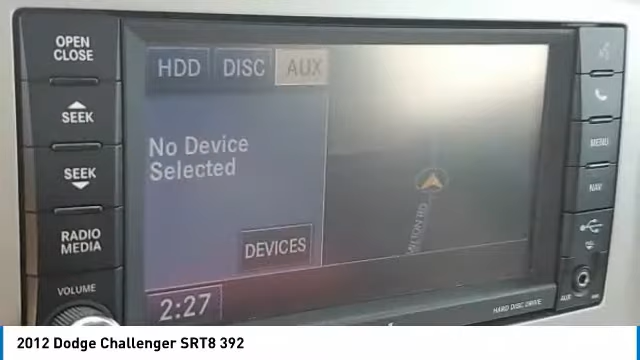 OPEN
CLOSE
SEEK
SEEK
RADIO
MEDIA
VOLUME
HDD DISC AUX
No Device
Selected
DEVICES
2:27
MENU
NAV
AUX
HARD DISC DRIVE
2012 Dodge Challenger SRT8 392